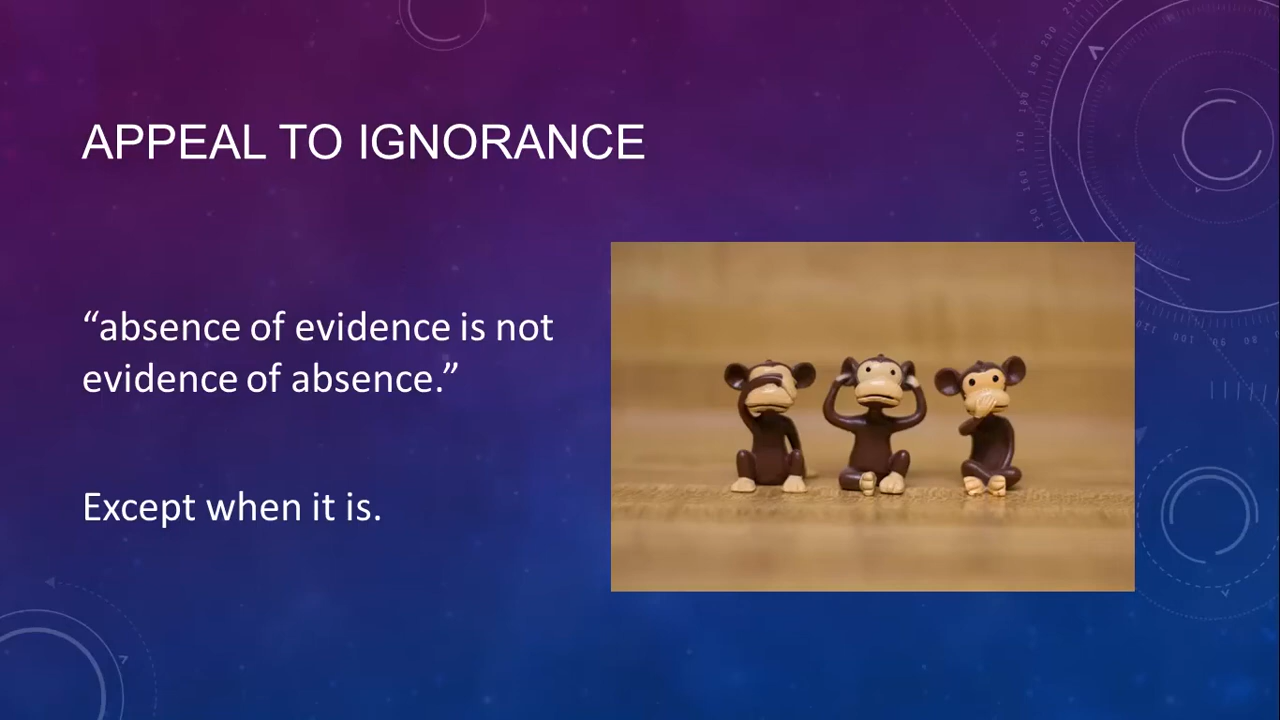 APPEAL TO IGNORANCE
“absence of evidence is not
evidence of absence.”
Except when it is.